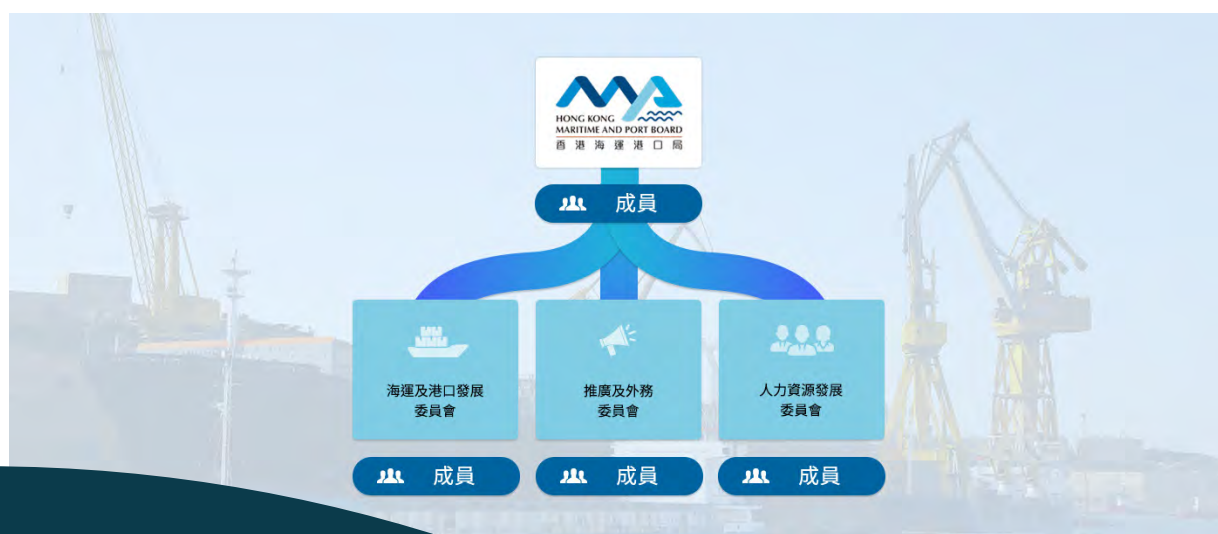 HONG KONG
MARITIME AND PORT BOARD
香港海運港口局
成員
海運及港口發展
委員會
推廣及外務
委員會
人力資源發展
委員會
成員
成員
成員